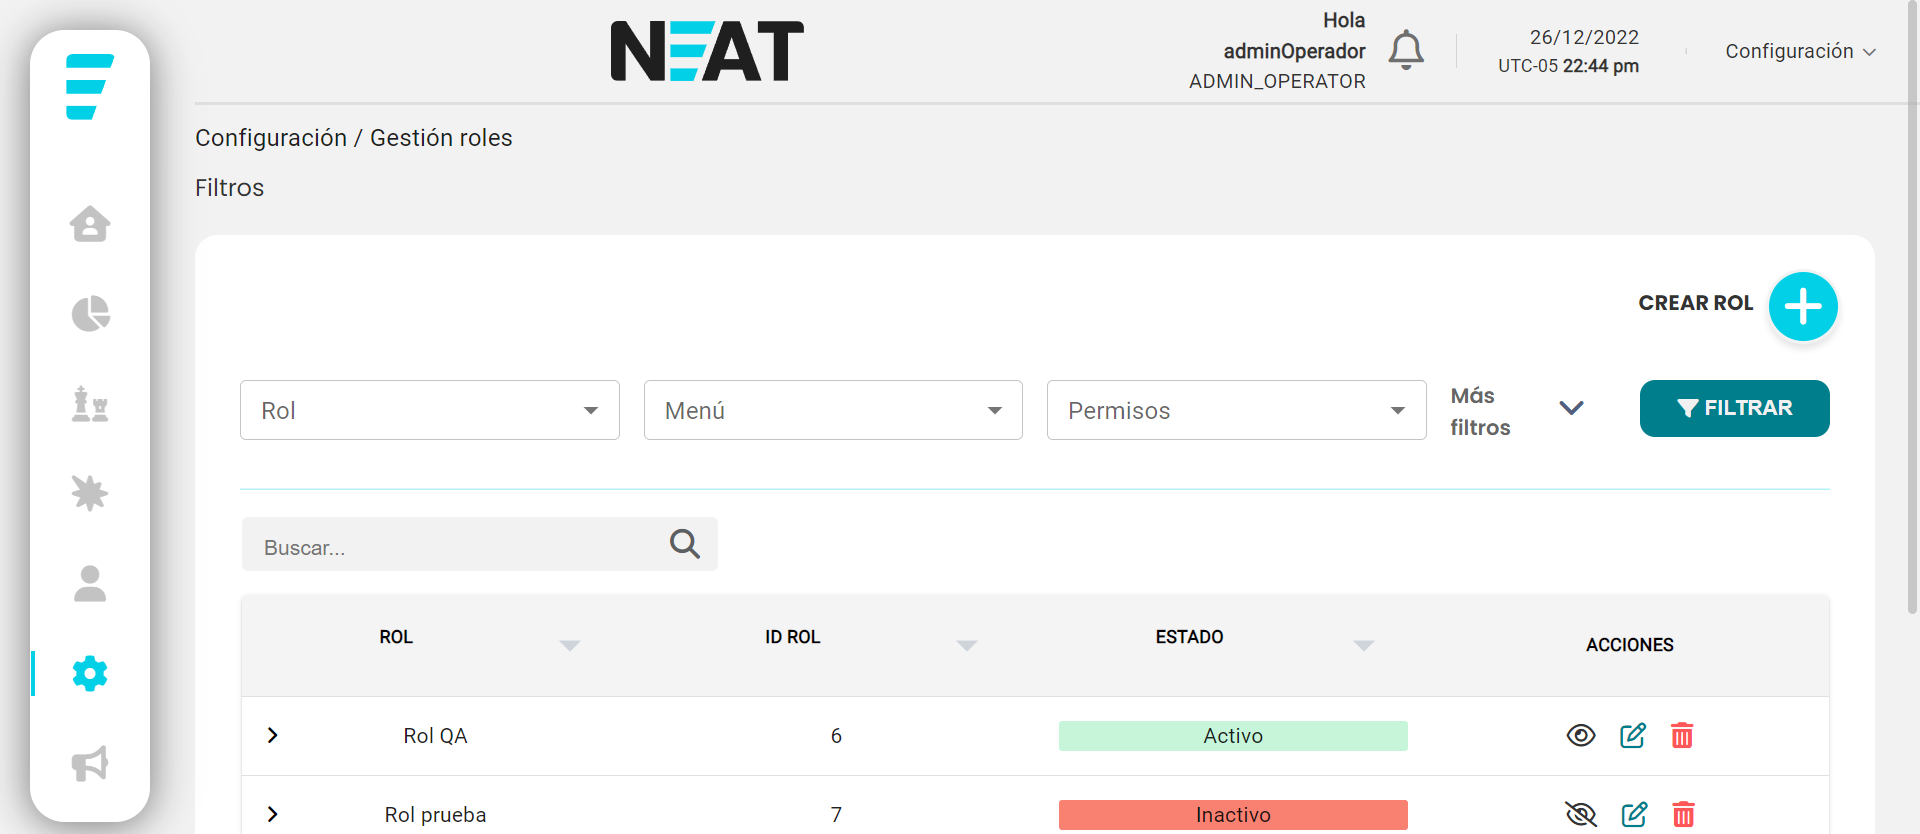 NEAT
Hola
adminOperador
ADMIN_OPERATOR
26/12/2022
UTC-05 22:44 pm
Configuración
Configuración / Gestión roles
Filtros
CREAR ROL
Rol
Menú
Permisos
Más
filtros
FILTRAR
Buscar...
ROL
ID ROL
ESTADO
ACCIONES
Rol QA
6
Activo
Rol prueba
7
Inactivo